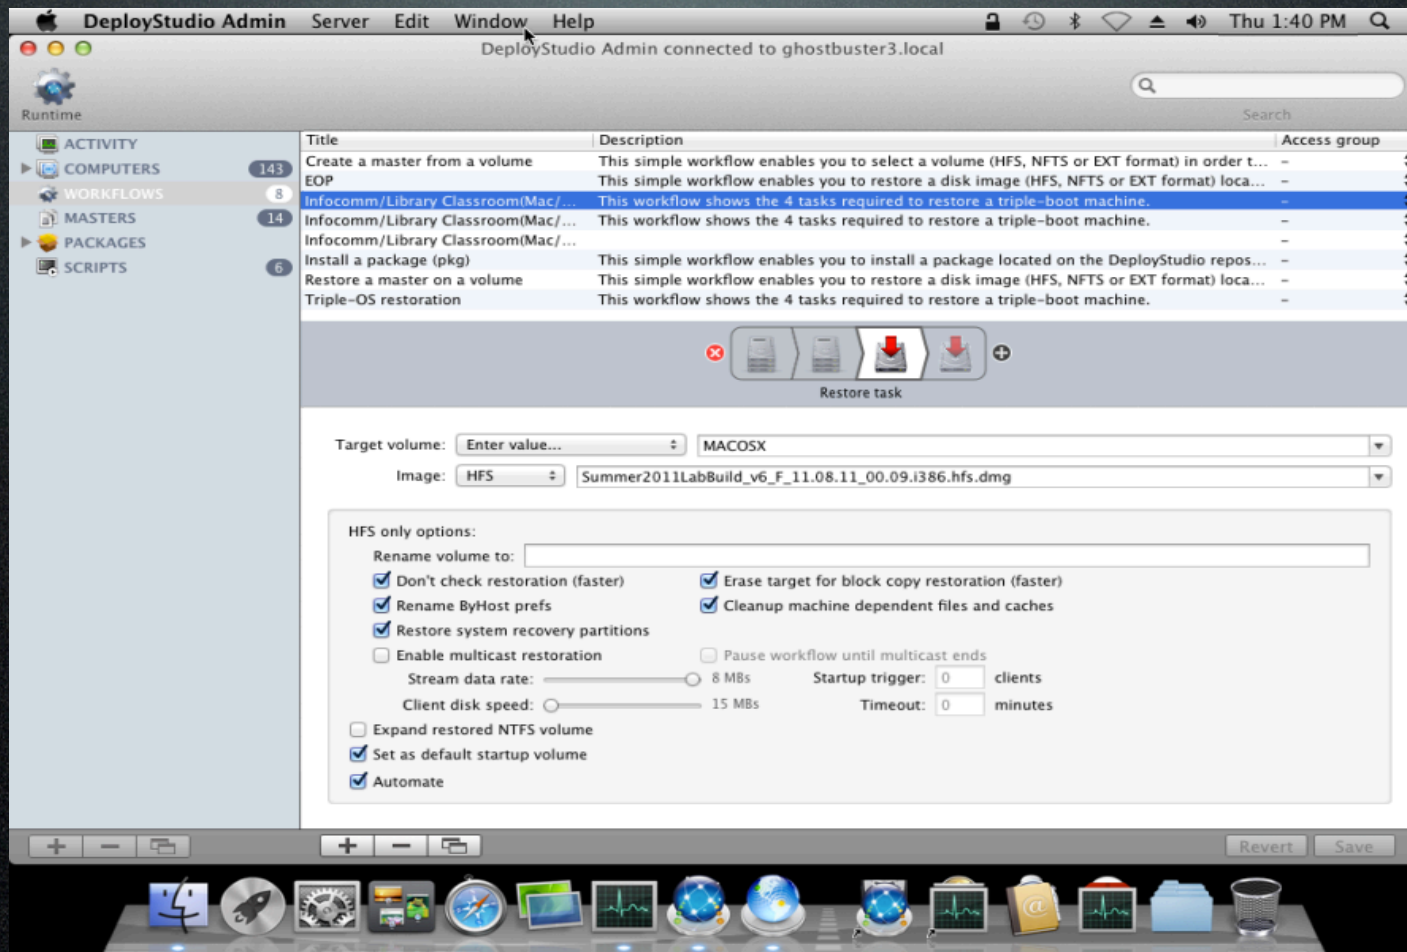 DeployStudio Admin Server Edit Window Help Thu 1:40 PM
DeployStudio Admin connected to ghostbuster3.local
Runtime
Search
ACTIVITY
COMPUTERS 143
WORKFLOWS 8
MASTERS 14
PACKAGES
SCRIPTS 6
Title Description Access group
Create a master from a volume This simple workflow enables you to select a volume (HFS, NFTS or EXT format) in order t... –
EOP This simple workflow enables you to restore a disk image (HFS, NFTS or EXT format) loca... –
Infocomm/Library Classroom(Mac/... This workflow shows the 4 tasks required to restore a triple-boot machine. –
Infocomm/Library Classroom(Mac/... This workflow shows the 4 tasks required to restore a triple-boot machine. –
Infocomm/Library Classroom(Mac/... –
Install a package (pkg) This simple workflow enables you to install a package located on the DeployStudio repos... –
Restore a master on a volume This simple workflow enables you to restore a disk image (HFS, NFTS or EXT format) loca... –
Triple-OS restoration This workflow shows the 4 tasks required to restore a triple-boot machine. –
Restore task
Target volume: Enter value... MACOSX
Image: HFS Summer2011LabBuild_v6_F_11.08.11_00.09.i386.hfs.dmg
HFS only options:
Rename volume to:
Don't check restoration (faster) Erase target for block copy restoration (faster)
Rename ByHost prefs Cleanup machine dependent files and caches
Restore system recovery partitions
Enable multicast restoration Pause workflow until multicast ends
Stream data rate: 8 MBs Startup trigger: 0 clients
Client disk speed: 15 MBs Timeout: 0 minutes
Expand restored NTFS volume
Set as default startup volume
Automate
Revert Save